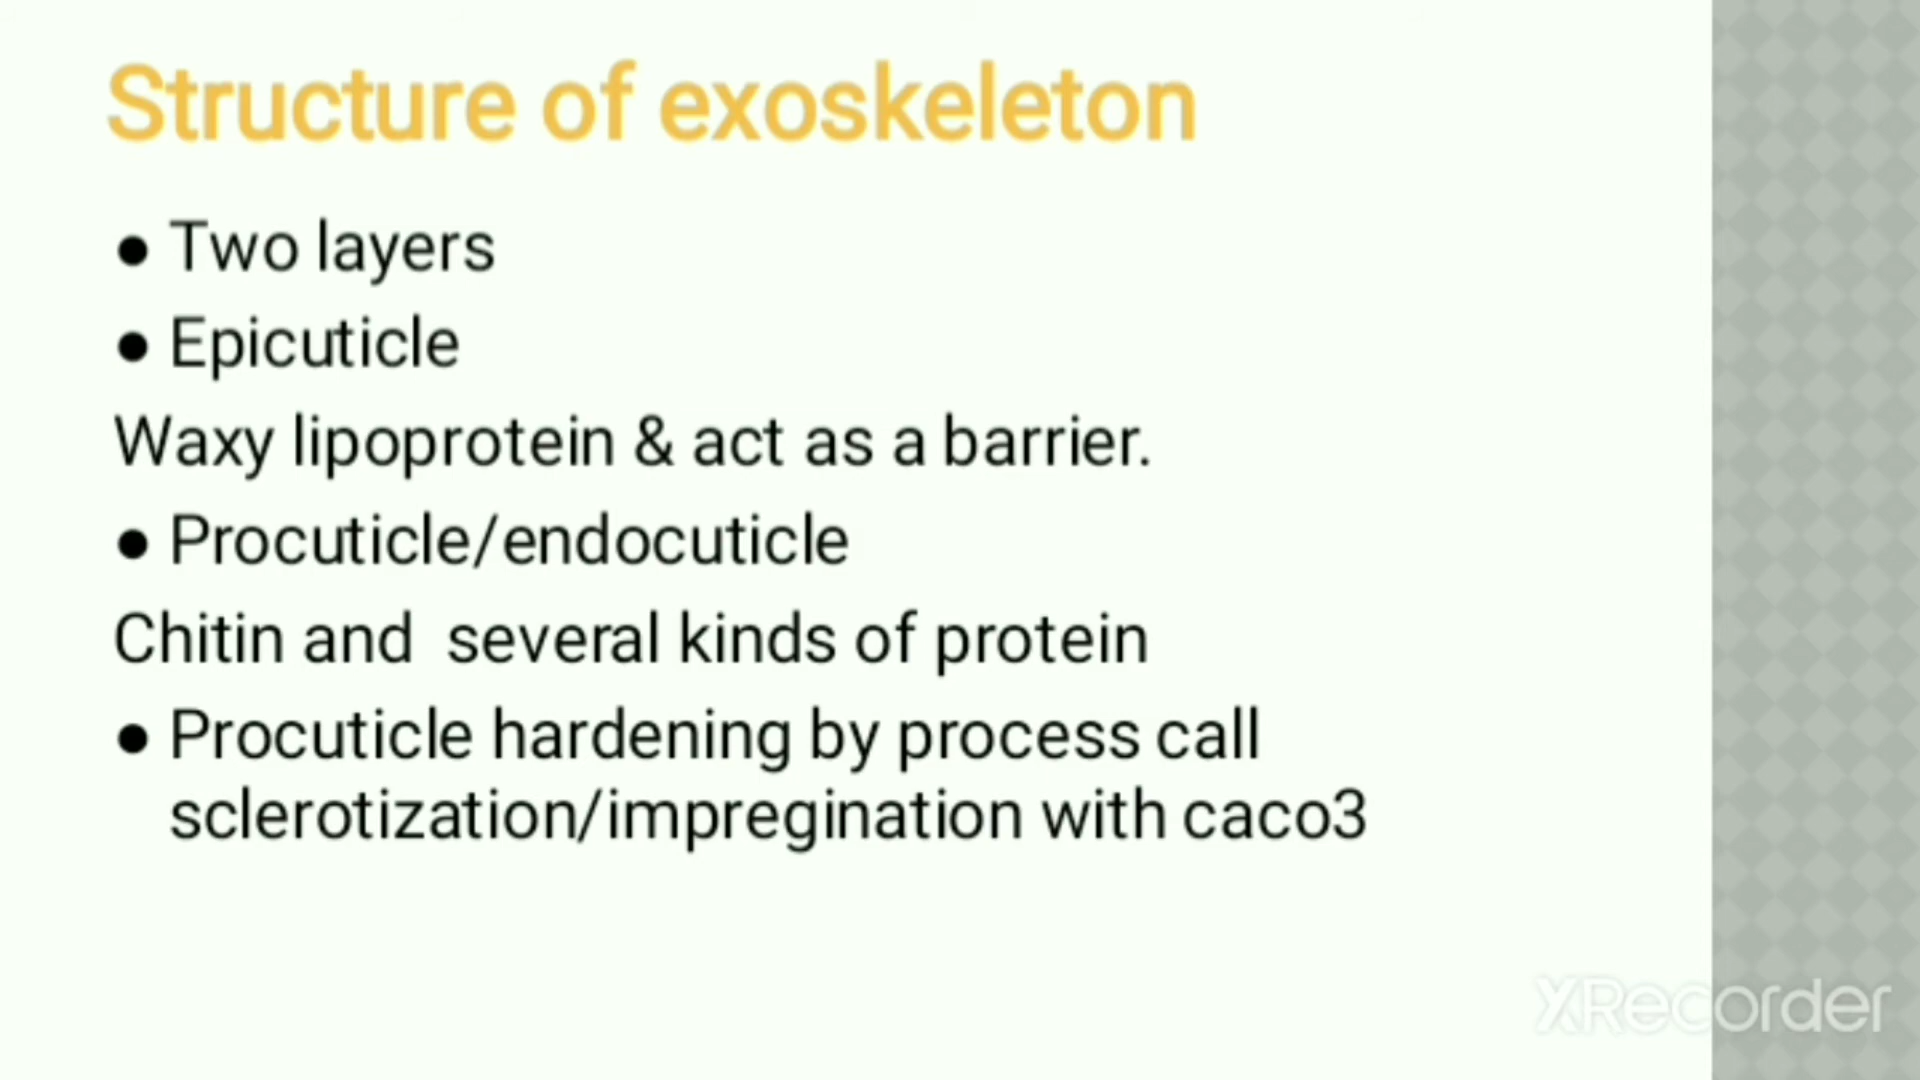 Structure of exoskeleton
● Two layers
● Epicuticle
Waxy lipoprotein & act as a barrier.
● Procuticle/endocuticle
Chitin and several kinds of protein
● Procuticle hardening by process call
sclerotization/impregination with caco3
XRecorder